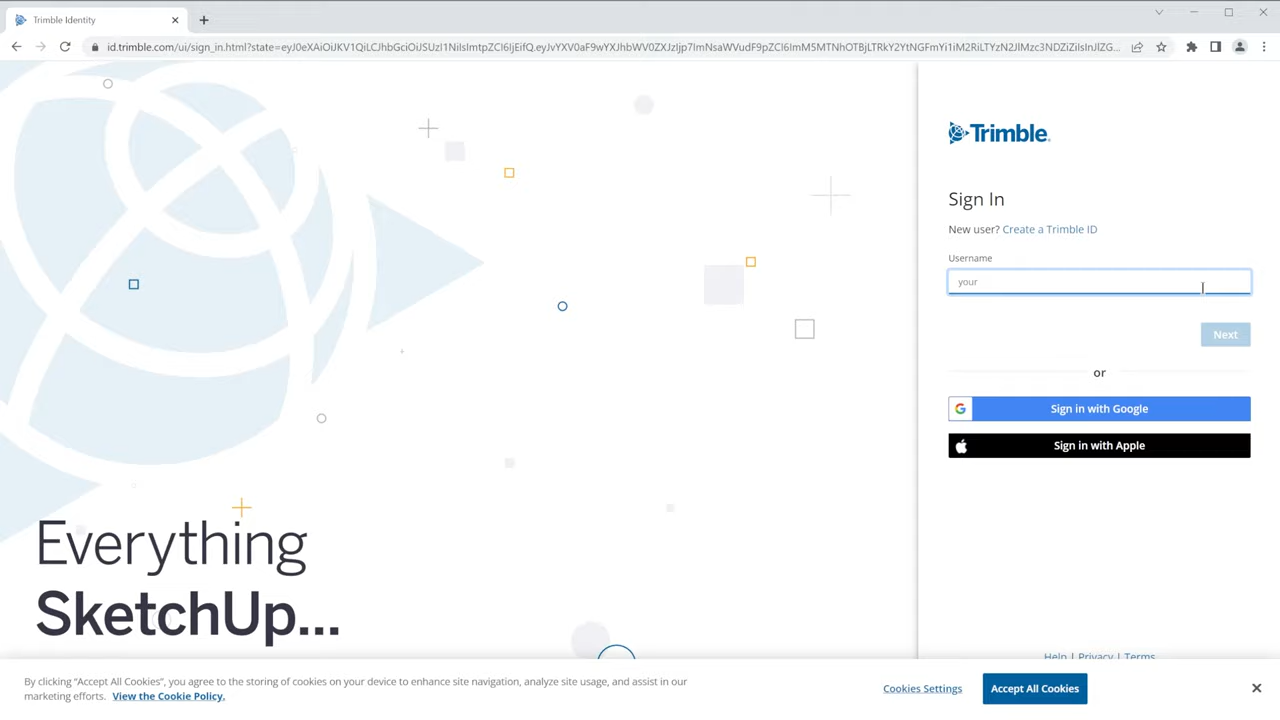 Trimble Identity
id.trimble.com/ui/sign_in.html?state=
Trimble
Sign In
New user? Create a Trimble ID
Username
your
Next
or
Sign in with Google
Sign in with Apple
Everything
SketchUp...
Help | Privacy | Terms
By clicking "Accept All Cookies", you agree to the storing of cookies on your device to enhance site navigation, analyze site usage, and assist in our
marketing efforts. View the Cookie Policy.
Cookies Settings
Accept All Cookies